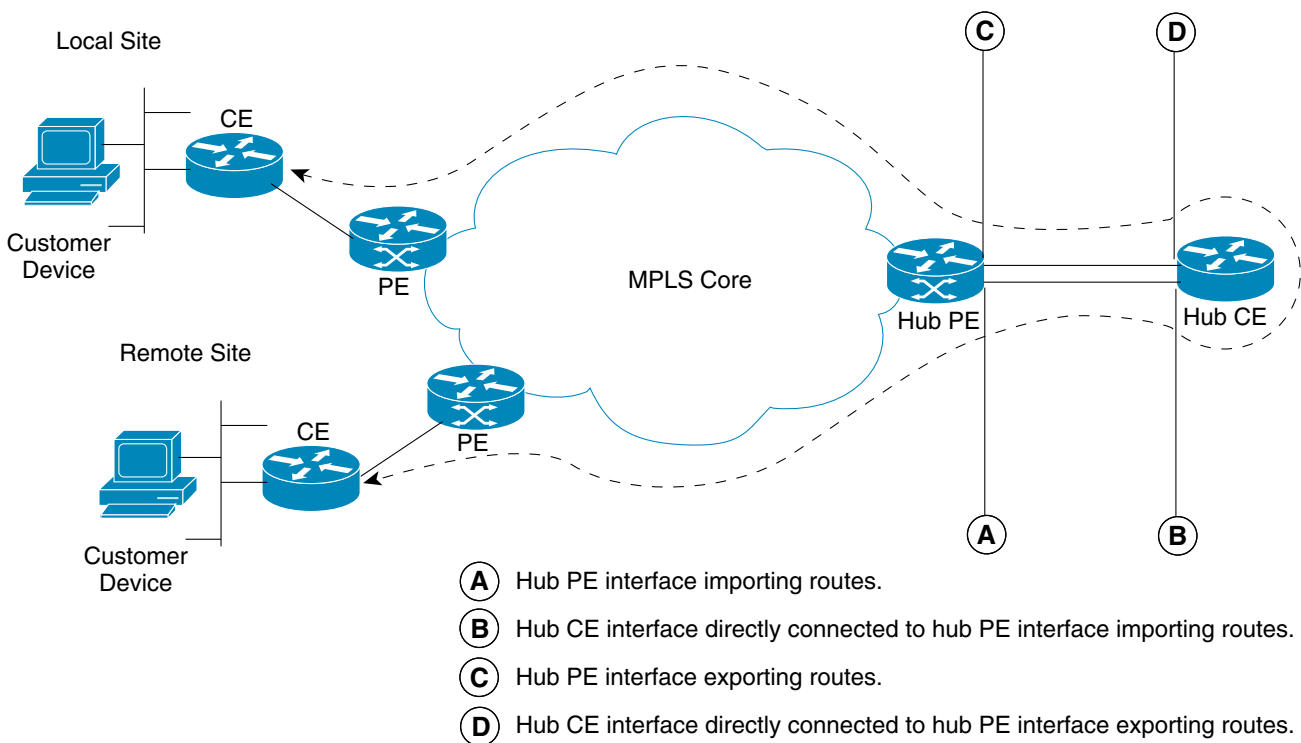 Local Site
C
D
CE
Customer
Device
PE
MPLS Core
Hub PE
Hub CE
Remote Site
CE
PE
Customer
Device
A
B
A Hub PE interface importing routes.
B Hub CE interface directly connected to hub PE interface importing routes.
C Hub PE interface exporting routes.
D Hub CE interface directly connected to hub PE interface exporting routes.